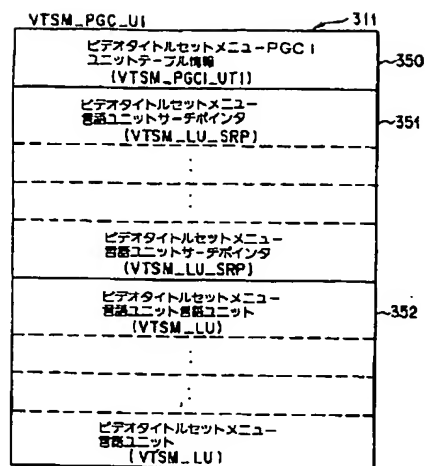 VTSM_PGC_UI
311
ビデオタイトルセットメニューPGCI
ユニットテーブル情報
(VTSM_PGCI_UTI)
350
ビデオタイトルセットメニュー
言語ユニットサーチポインタ
(VTSM_LU_SRP)
351
ビデオタイトルセットメニュー
言語ユニットサーチポインタ
(VTSM_LU_SRP)
ビデオタイトルセットメニュー
言語ユニット言語ユニット
(VTSM_LU)
352
ビデオタイトルセットメニュー
言語ユニット
(VTSM_LU)